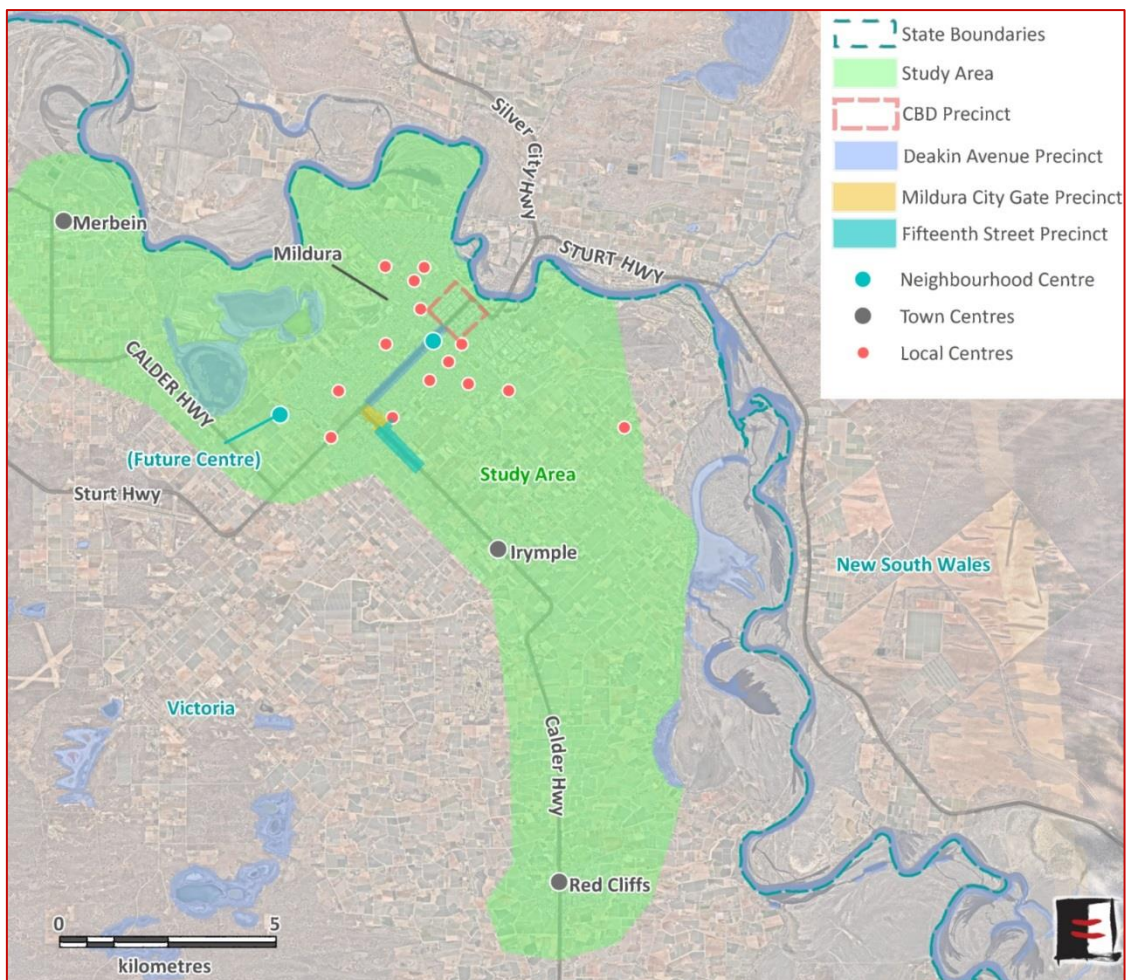 State Boundaries
Study Area
CBD Precinct
Deakin Avenue Precinct
Mildura City Gate Precinct
Fifteenth Street Precinct
Neighbourhood Centre
Town Centres
Local Centres
Silver City Hwy
STURT HWY
Merbein
Mildura
CALDER HWY
(Future Centre)
Sturt Hwy
Study Area
Irymple
New South Wales
Victoria
Calder Hwy
Red Cliffs
0 5
kilometres